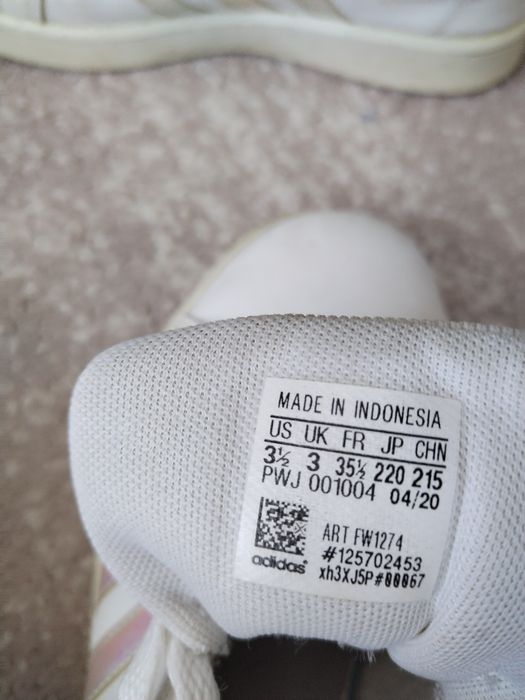 MADE IN INDONESIA
US UK FR JP CHN
3½ 3 35½ 220 215
PWJ 001004 04/20
ART FW1274
#125702453
adidas®
xh3XJ5P#00067